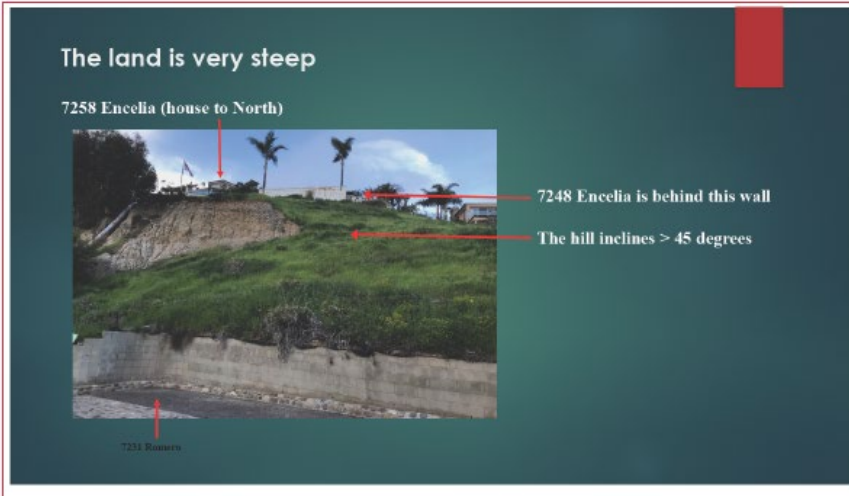 The land is very steep
7258 Encelia (house to North)
7248 Encelia is behind this wall
The hill inclines > 45 degrees
7231 Romero